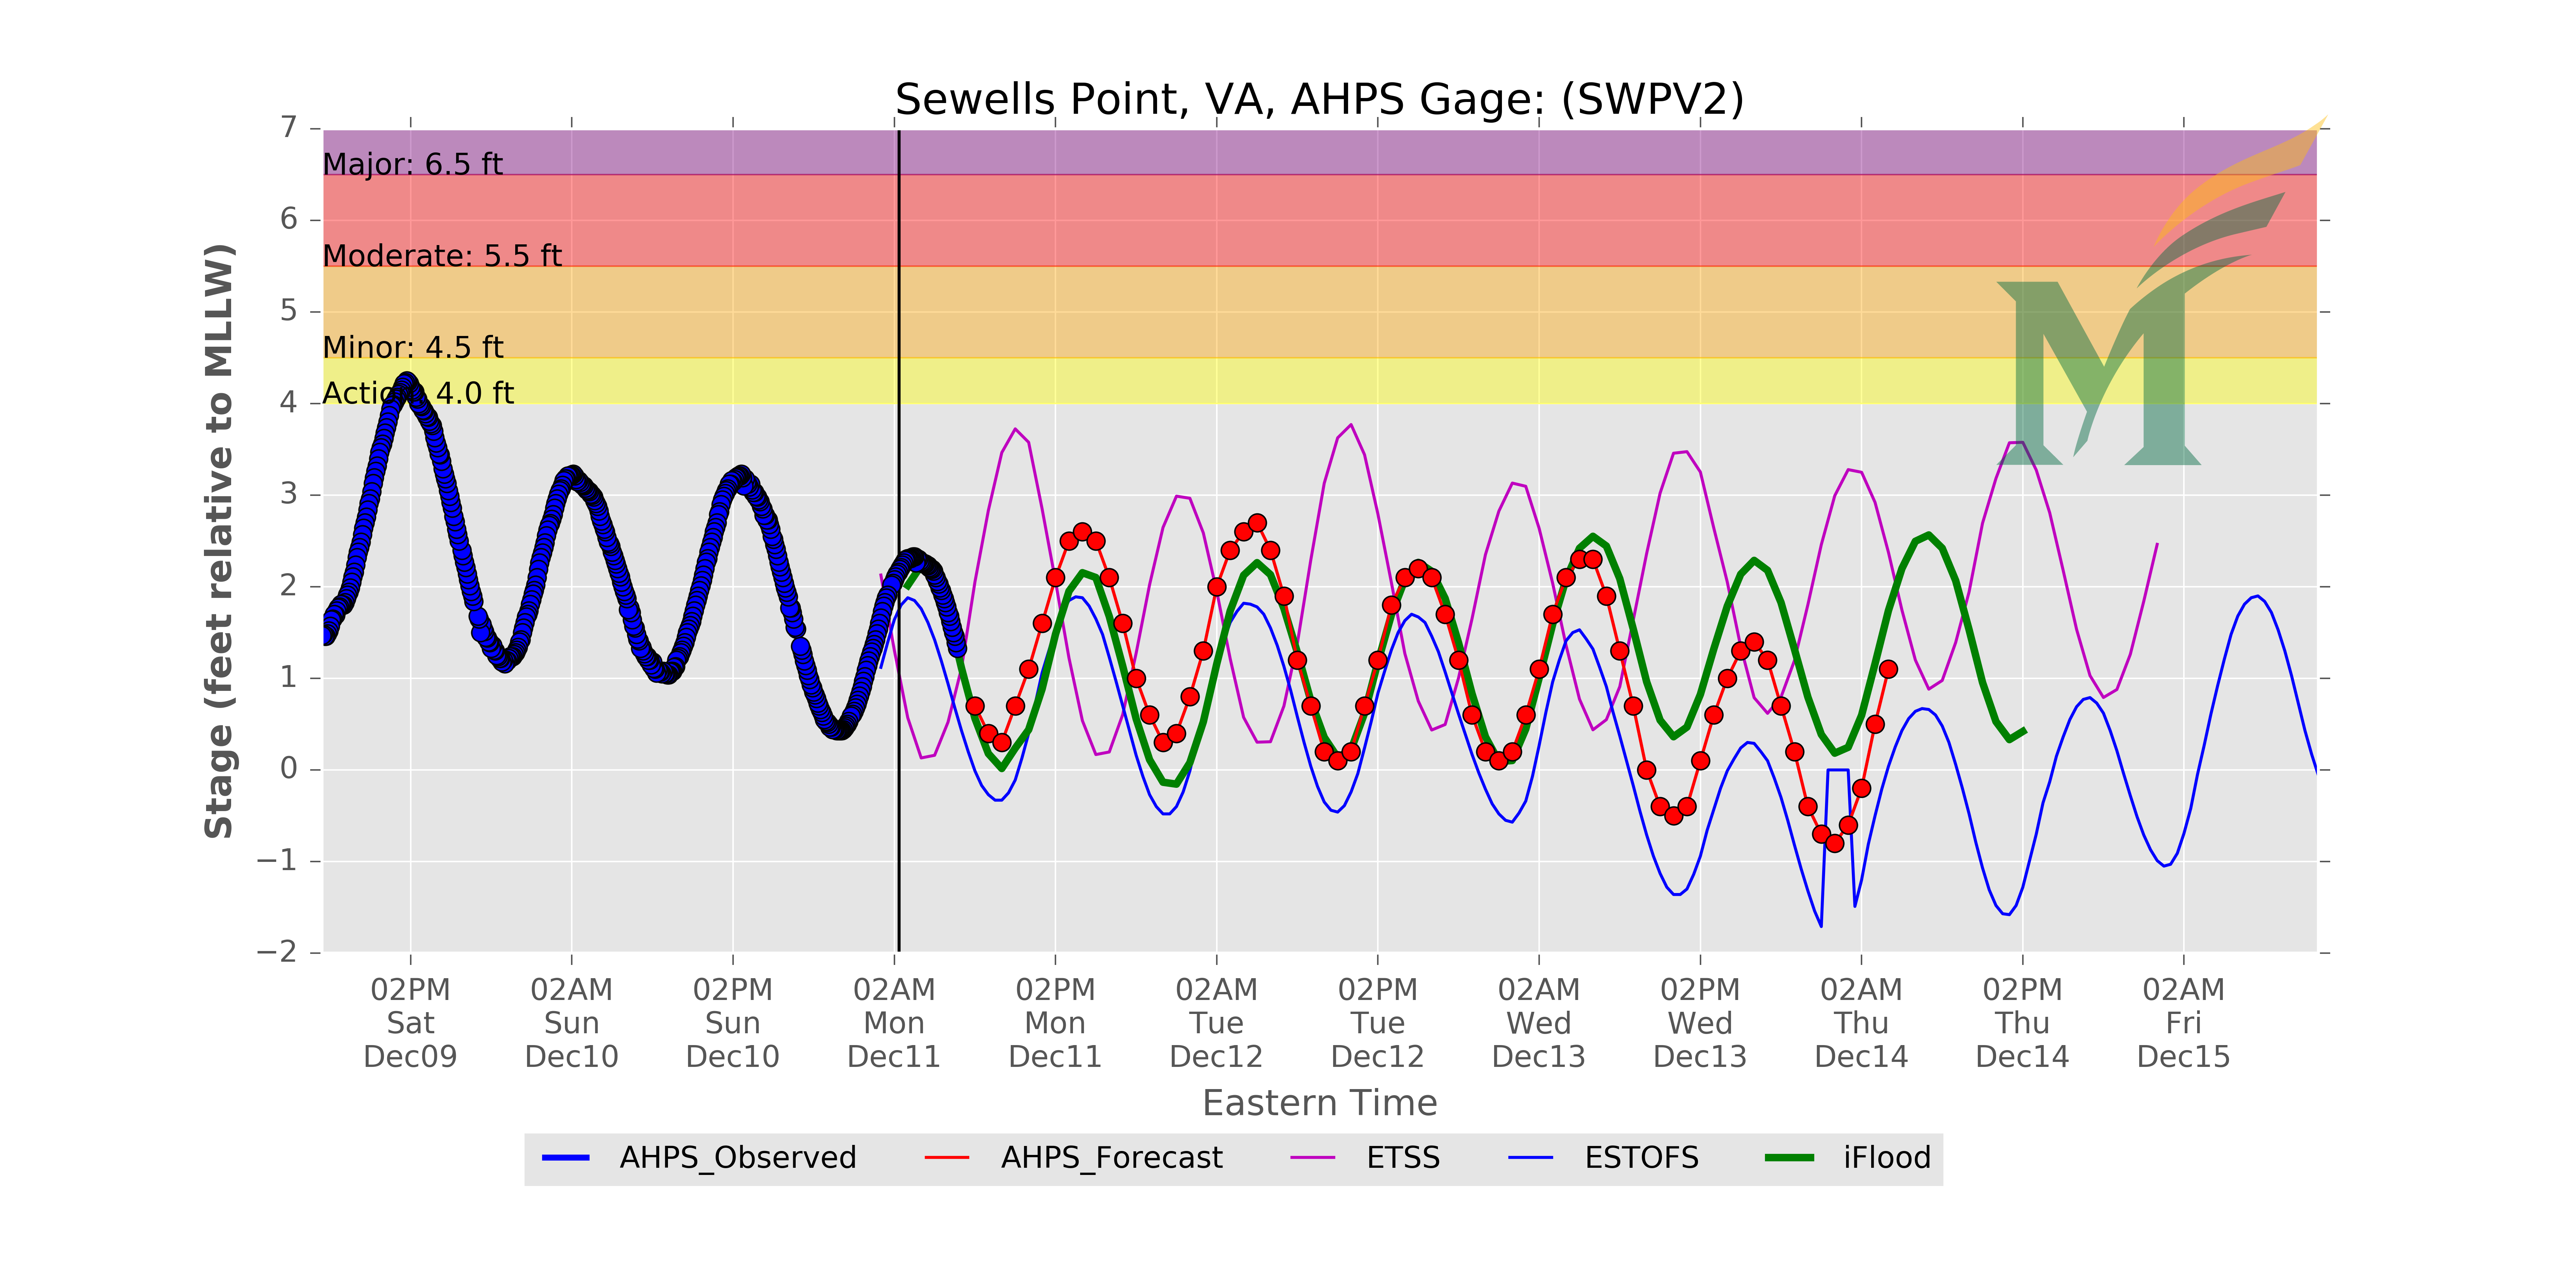 Sewells Point, VA, AHPS Gage: (SWPV2)
7
Major: 6.5 ft
6
Moderate: 5.5 ft
5
Minor: 4.5 ft
Action: 4.0 ft
4
3
2
1
0
−1
−2
Stage (feet relative to MLLW)
02PM Sat Dec09
02AM Sun Dec10
02PM Sun Dec10
02AM Mon Dec11
02PM Mon Dec11
02AM Tue Dec12
02PM Tue Dec12
02AM Wed Dec13
02PM Wed Dec13
02AM Thu Dec14
02PM Thu Dec14
02AM Fri Dec15
Eastern Time
AHPS_Observed AHPS_Forecast ETSS ESTOFS iFlood